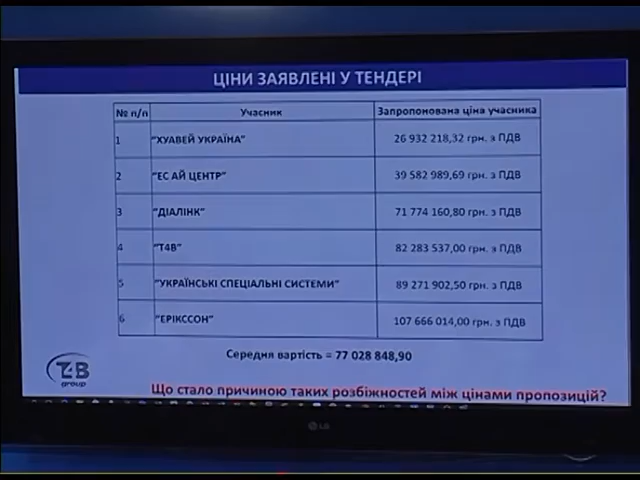 ЦІНИ ЗАЯВЛЕНІ У ТЕНДЕРІ
№ п/п Учасник Запропонована ціна учасника
1 "ХУАВЕЙ УКРАЇНА" 26 932 218,32 грн. з ПДВ
2 "ЕС АЙ ЦЕНТР" 39 582 989,69 грн. з ПДВ
3 "ДІАЛІНК" 71 774 160,80 грн. з ПДВ
4 "Т4В" 82 283 537,00 грн. з ПДВ
5 "УКРАЇНСЬКІ СПЕЦІАЛЬНІ СИСТЕМИ" 89 271 902,50 грн. з ПДВ
6 "ЕРІКССОН" 107 666 014,00 грн. з ПДВ
Середня вартість = 77 028 848,90
T4B
group
Що стало причиною таких розбіжностей між цінами пропозицій?
LG